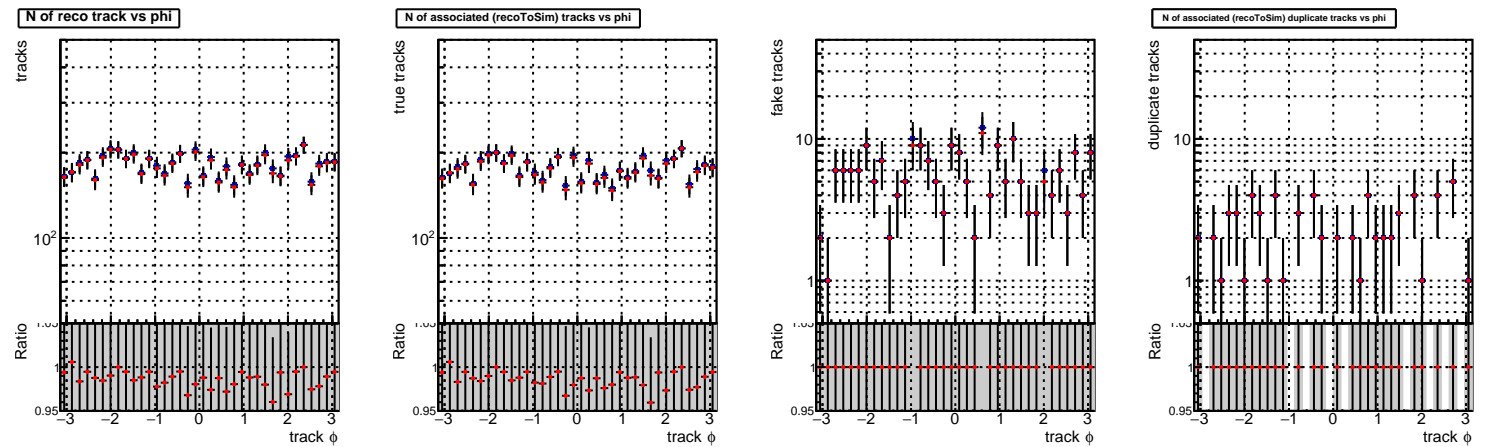 N of reco track vs phi
tracks
10²
Ratio
1.05
1
0.95
−3 −2 −1 0 1 2 3
track ϕ
N of associated (recoToSim) tracks vs phi
true tracks
10²
Ratio
1.05
1
0.95
−3 −2 −1 0 1 2 3
track ϕ
fake tracks
10
1
Ratio
1.05
1
0.95
−3 −2 −1 0 1 2 3
track ϕ
N of associated (recoToSim) duplicate tracks vs phi
duplicate tracks
10
1
Ratio
1.05
1
0.95
−3 −2 −1 0 1 2 3
track ϕ